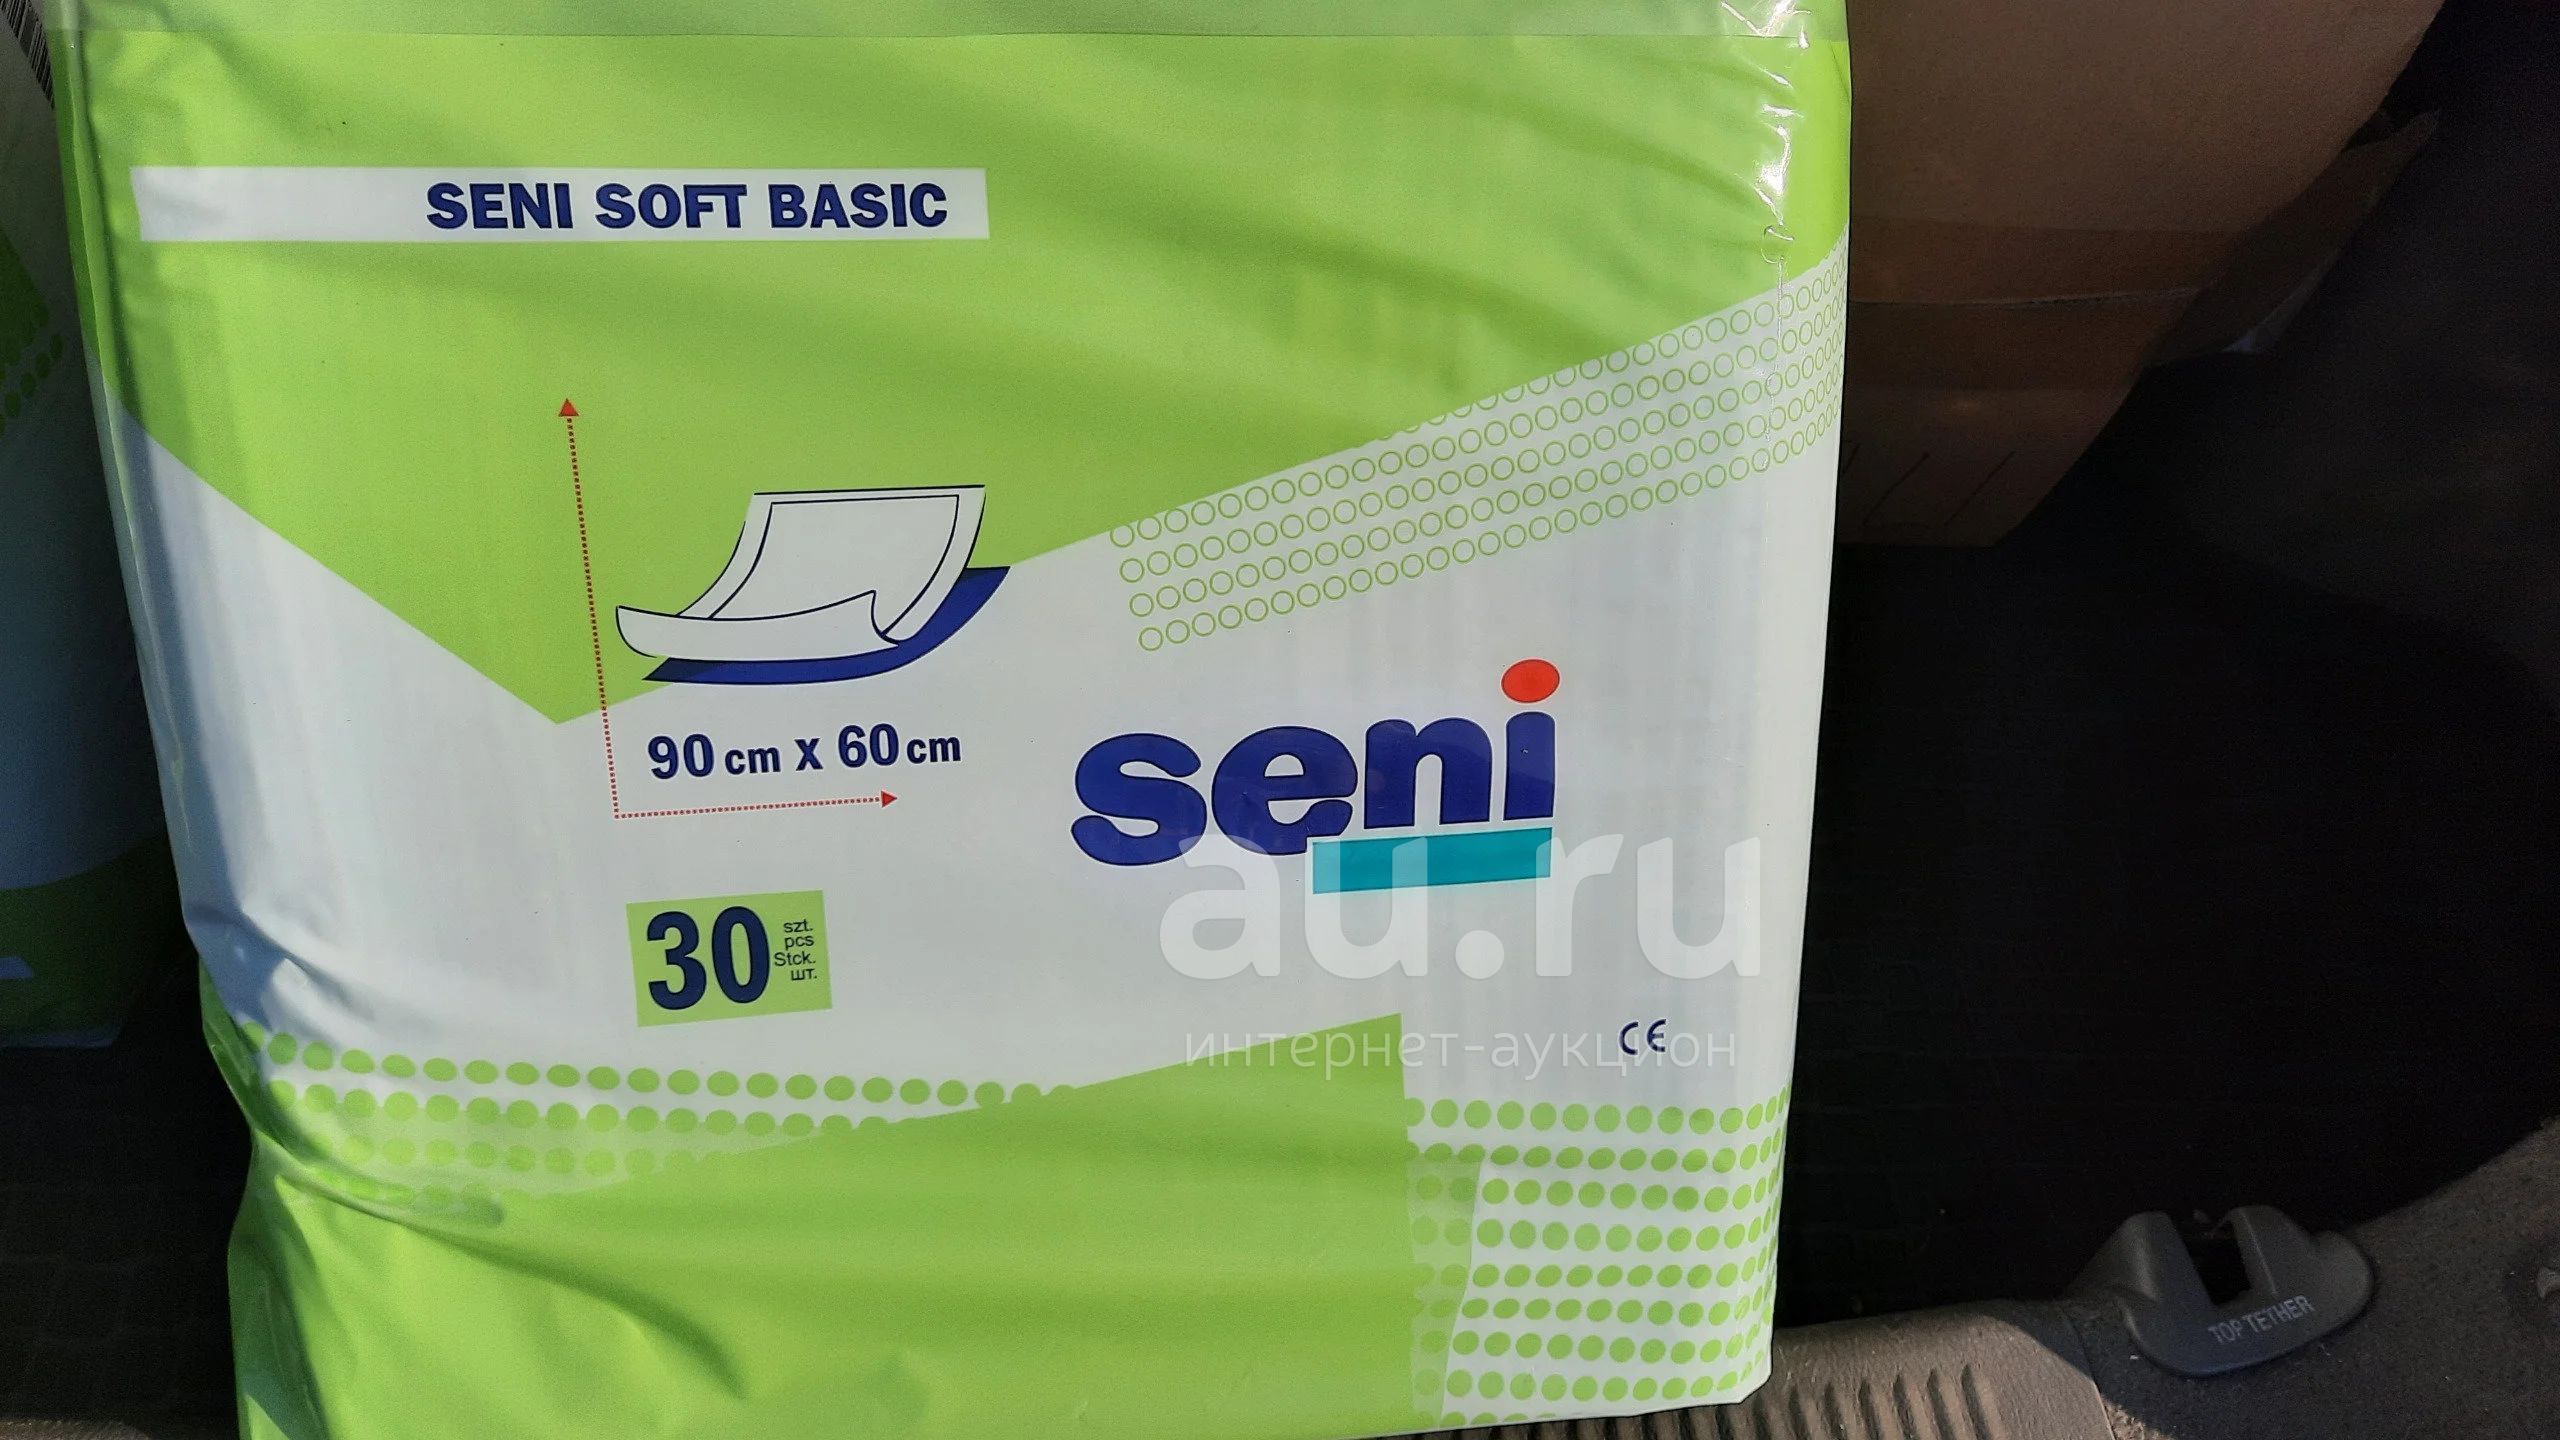 SENI SOFT BASIC
90 cm x 60 cm
seni
30
szt.
pcs
Stck.
шт.
au.ru
интернет-аукцион
CE
TOP TETHER